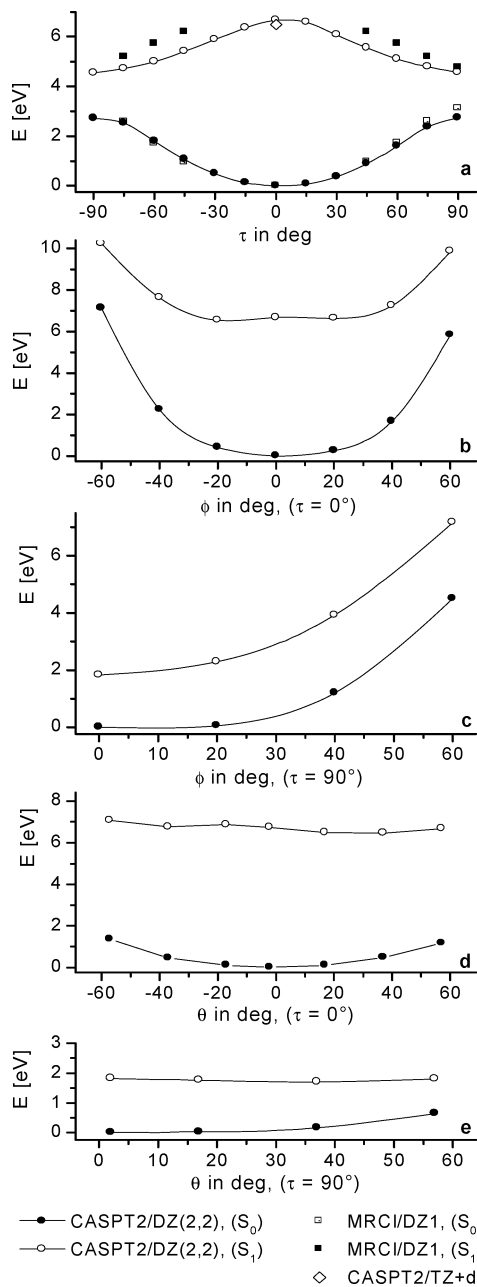 E [eV]
6
4
2
0
a
-90 -60 -30 0 30 60 90
τ in deg
E [eV]
10
8
6
4
2
0
b
-60 -40 -20 0 20 40 60
ϕ in deg, (τ = 0°)
E [eV]
6
4
2
0
c
0 10 20 30 40 50 60
ϕ in deg (τ = 90°)
E [eV]
8
6
4
2
0
d
-60 -40 -20 0 20 40 60
θ in deg, (τ = 0°)
E [eV]
3
2
1
0
e
0 10 20 30 40 50 60
θ in deg (τ = 90°)
CASPT2/DZ(2,2), (S₀)
MRCI/DZ1, (S₀
CASPT2/DZ(2,2), (S₁)
MRCI/DZ1, (S₁
CASPT2/TZ+d